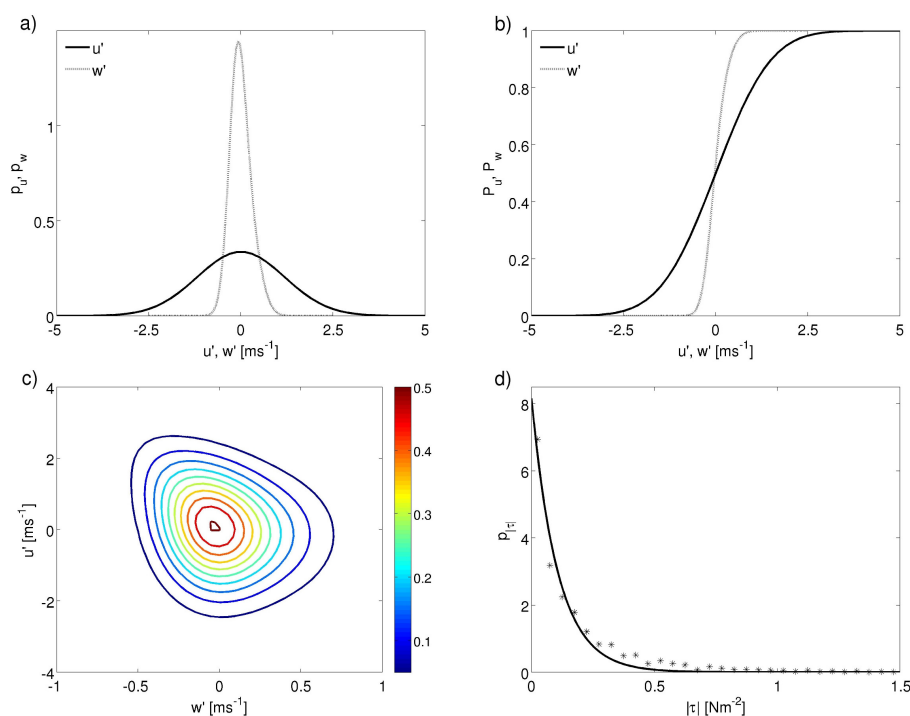 a)
u'
w'
1
0.5
0
-5 -2.5 0 2.5 5
p_u, p_w
u', w' [ms⁻¹]
b)
u'
w'
1
0.8
0.6
0.4
0.2
0
-5 -2.5 0 2.5 5
P_u, P_w
u', w' [ms⁻¹]
c)
4
2
0
-2
-4
-1 -0.5 0 0.5 1
u' [ms⁻¹]
w' [ms⁻¹]
0.5
0.4
0.3
0.2
0.1
d)
8
6
4
2
0
0 0.5 1 1.5
p_|τ|
|τ| [Nm⁻²]